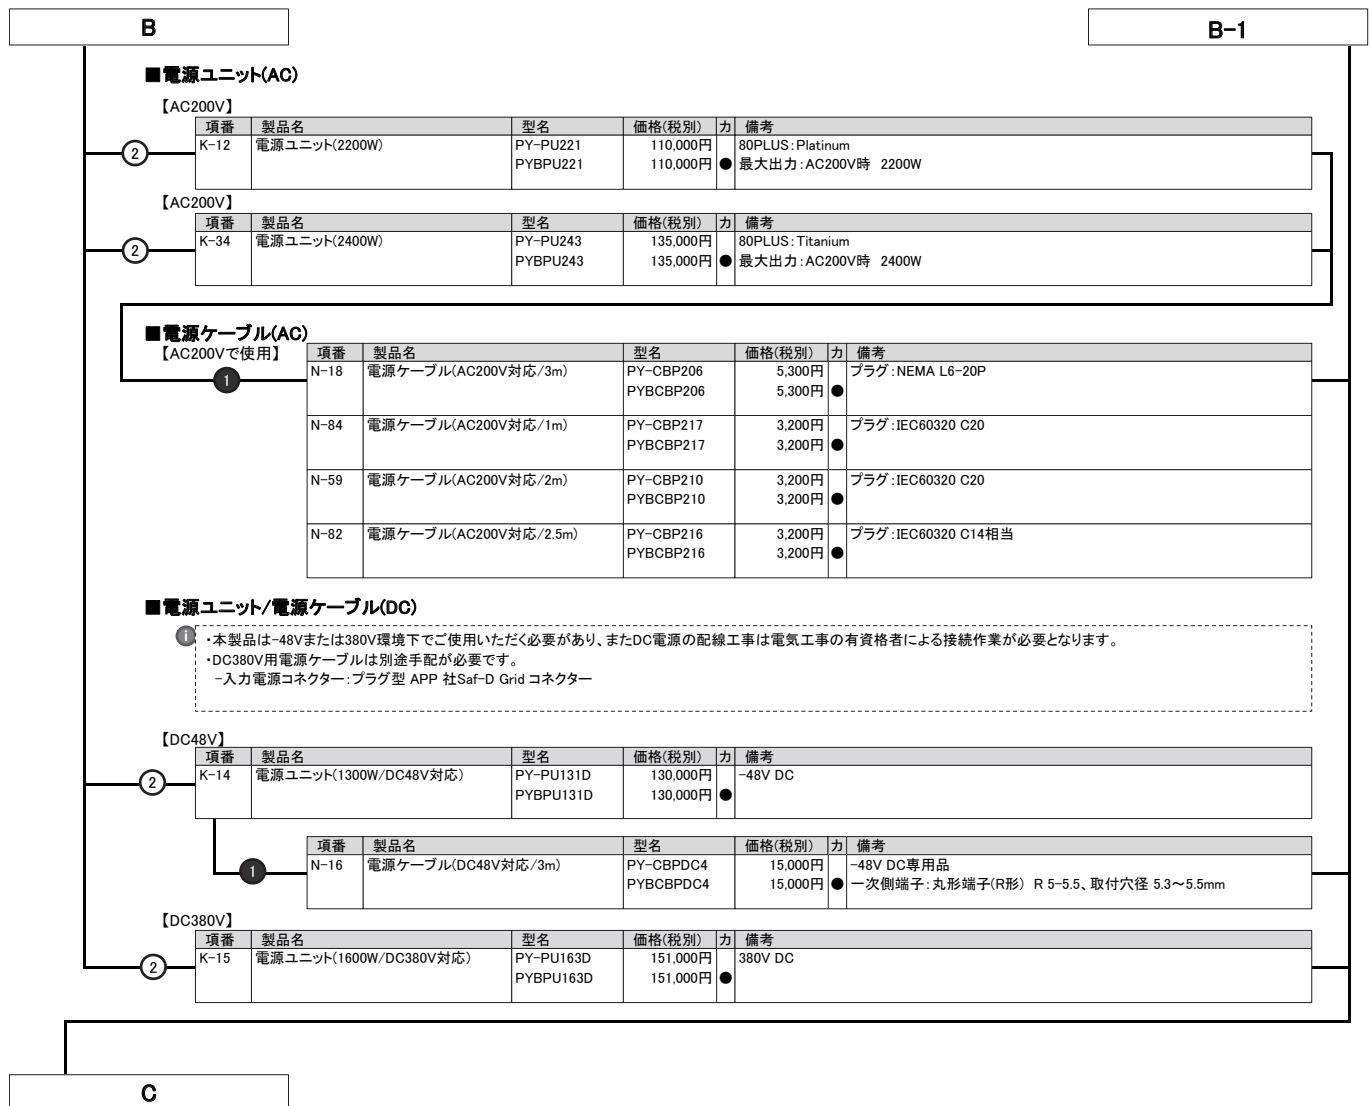 B
B-1
■電源ユニット(AC)
【AC200V】
項番 製品名 型名 価格(税別) カ 備考
② K-12 電源ユニット(2200W) PY-PU221 110,000円 80PLUS:Platinum
PYBPU221 110,000円 ● 最大出力:AC200V時 2200W
【AC200V】
項番 製品名 型名 価格(税別) カ 備考
② K-34 電源ユニット(2400W) PY-PU243 135,000円 80PLUS:Titanium
PYBPU243 135,000円 ● 最大出力:AC200V時 2400W
■電源ケーブル(AC)
【AC200Vで使用】 項番 製品名 型名 価格(税別) カ 備考
❶ N-18 電源ケーブル(AC200V対応/3m) PY-CBP206 5,300円 プラグ:NEMA L6-20P
PYBCBP206 5,300円 ●
N-84 電源ケーブル(AC200V対応/1m) PY-CBP217 3,200円 プラグ:IEC60320 C20
PYBCBP217 3,200円 ●
N-59 電源ケーブル(AC200V対応/2m) PY-CBP210 3,200円 プラグ:IEC60320 C20
PYBCBP210 3,200円 ●
N-82 電源ケーブル(AC200V対応/2.5m) PY-CBP216 3,200円 プラグ:IEC60320 C14相当
PYBCBP216 3,200円 ●
■電源ユニット/電源ケーブル(DC)
i ・本製品は-48Vまたは380V環境下でご使用いただく必要があり、またDC電源の配線工事は電気工事の有資格者による接続作業が必要となります。
・DC380V用電源ケーブルは別途手配が必要です。
-入力電源コネクター:プラグ型 APP 社Saf-D Grid コネクター
【DC48V】
項番 製品名 型名 価格(税別) カ 備考
② K-14 電源ユニット(1300W/DC48V対応) PY-PU131D 130,000円 -48V DC
PYBPU131D 130,000円 ●
項番 製品名 型名 価格(税別) カ 備考
❶ N-16 電源ケーブル(DC48V対応/3m) PY-CBPDC4 15,000円 -48V DC専用品
PYBCBPDC4 15,000円 ● 一次側端子:丸形端子(R形) R 5-5.5、取付穴径 5.3~5.5mm
【DC380V】
項番 製品名 型名 価格(税別) カ 備考
② K-15 電源ユニット(1600W/DC380V対応) PY-PU163D 151,000円 380V DC
PYBPU163D 151,000円 ●
C